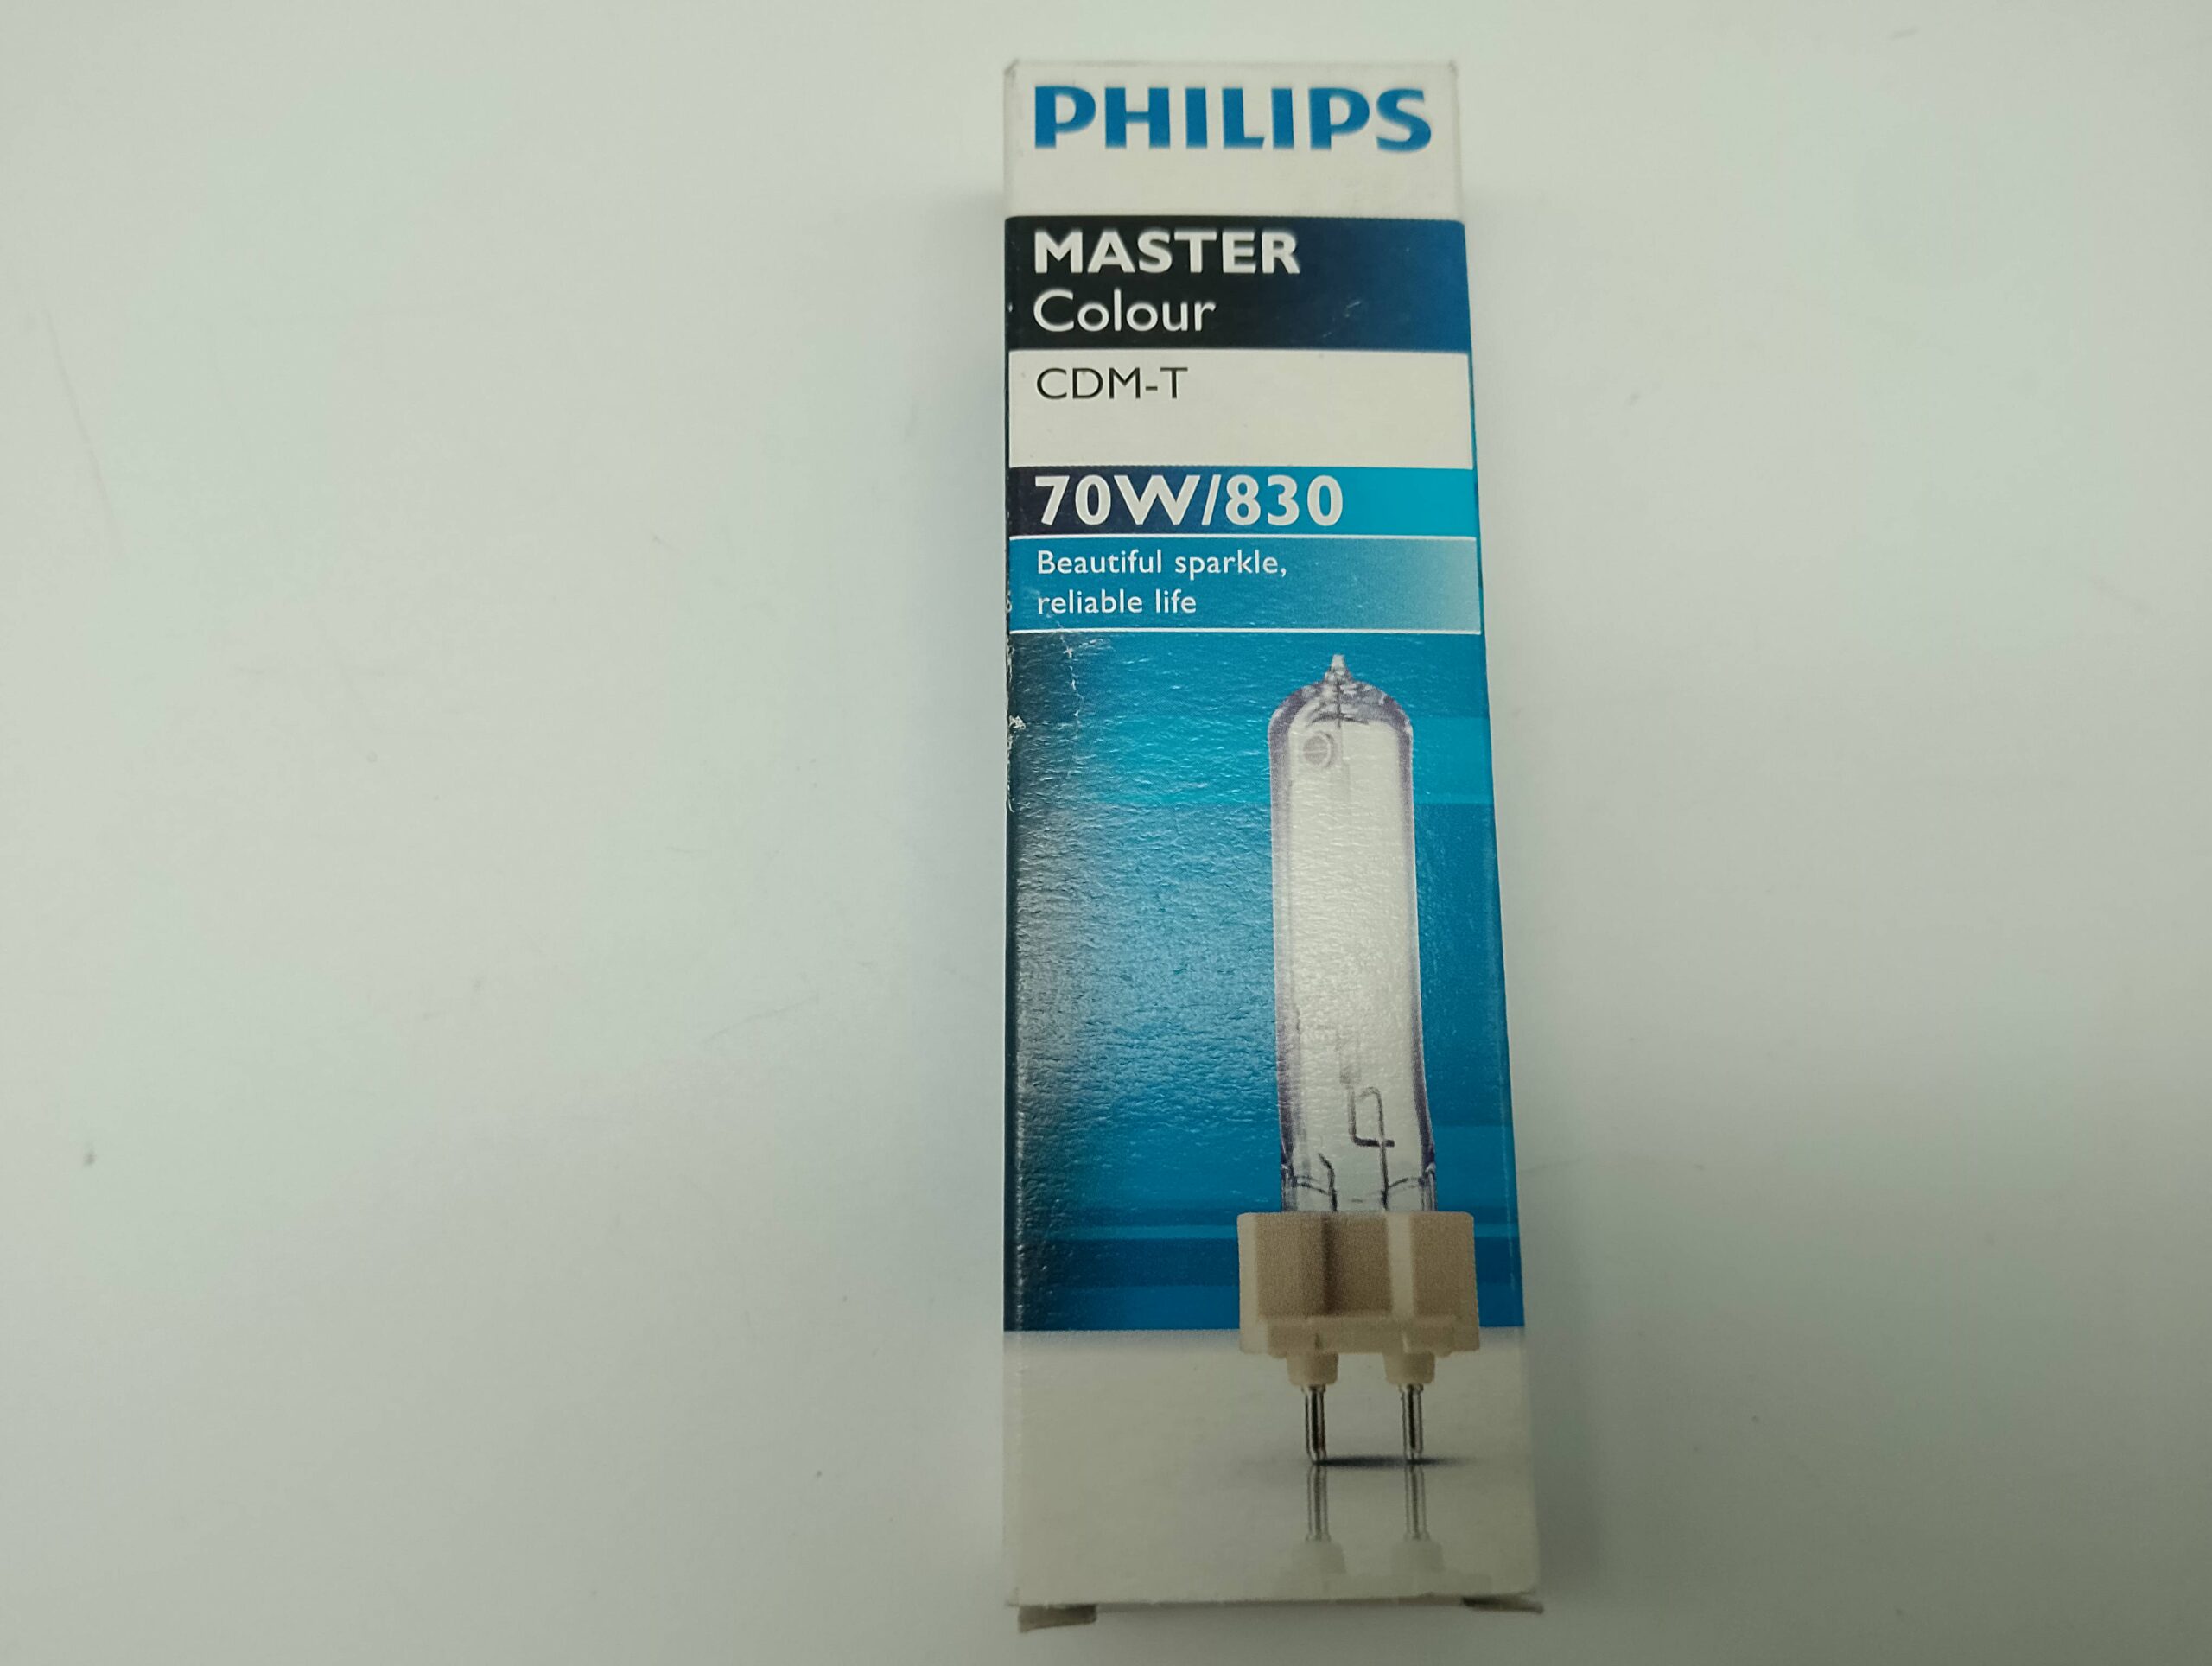 PHILIPS
MASTER
Colour
CDM-T
70W/830
Beautiful sparkle,
reliable life